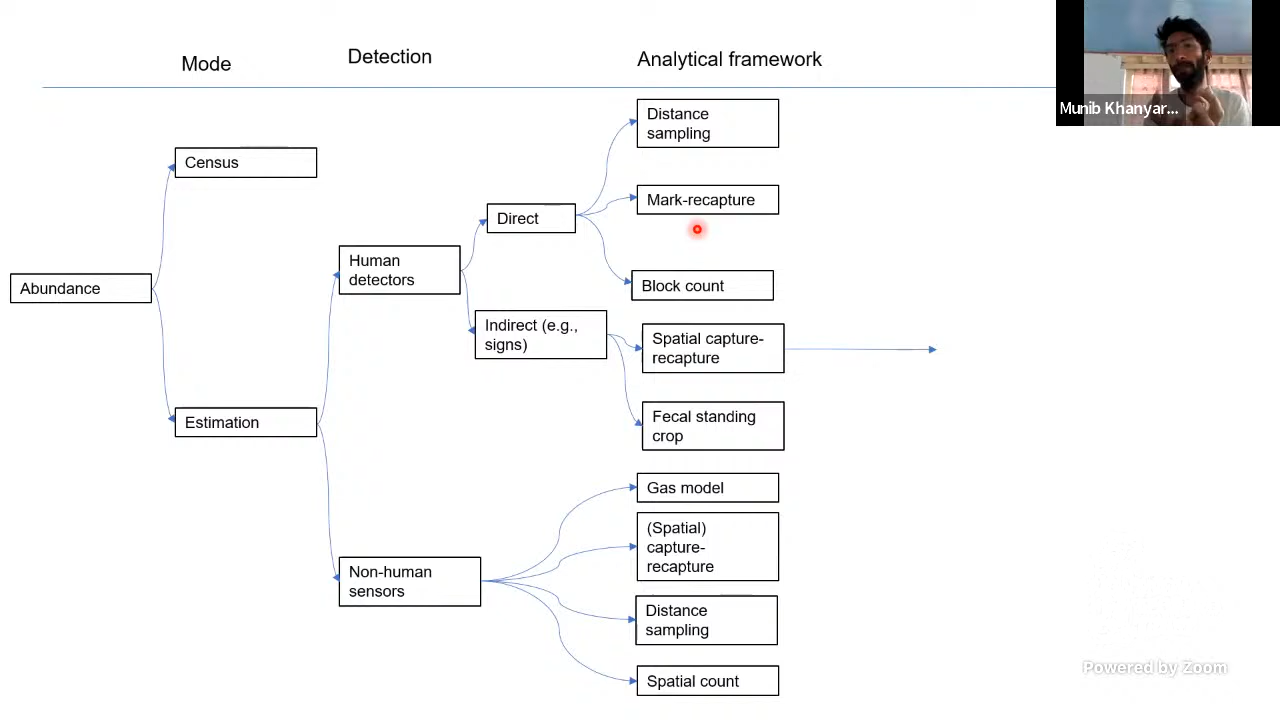 Mode
Detection
Analytical framework
Munib Khanyar...
Distance
sampling
Census
Mark-recapture
Direct
Human
detectors
Abundance
Block count
Indirect (e.g.,
signs)
Spatial capture-
recapture
Estimation
Fecal standing
crop
Gas model
(Spatial)
capture-
recapture
Non-human
sensors
Distance
sampling
Spatial count
Powered by Zoom